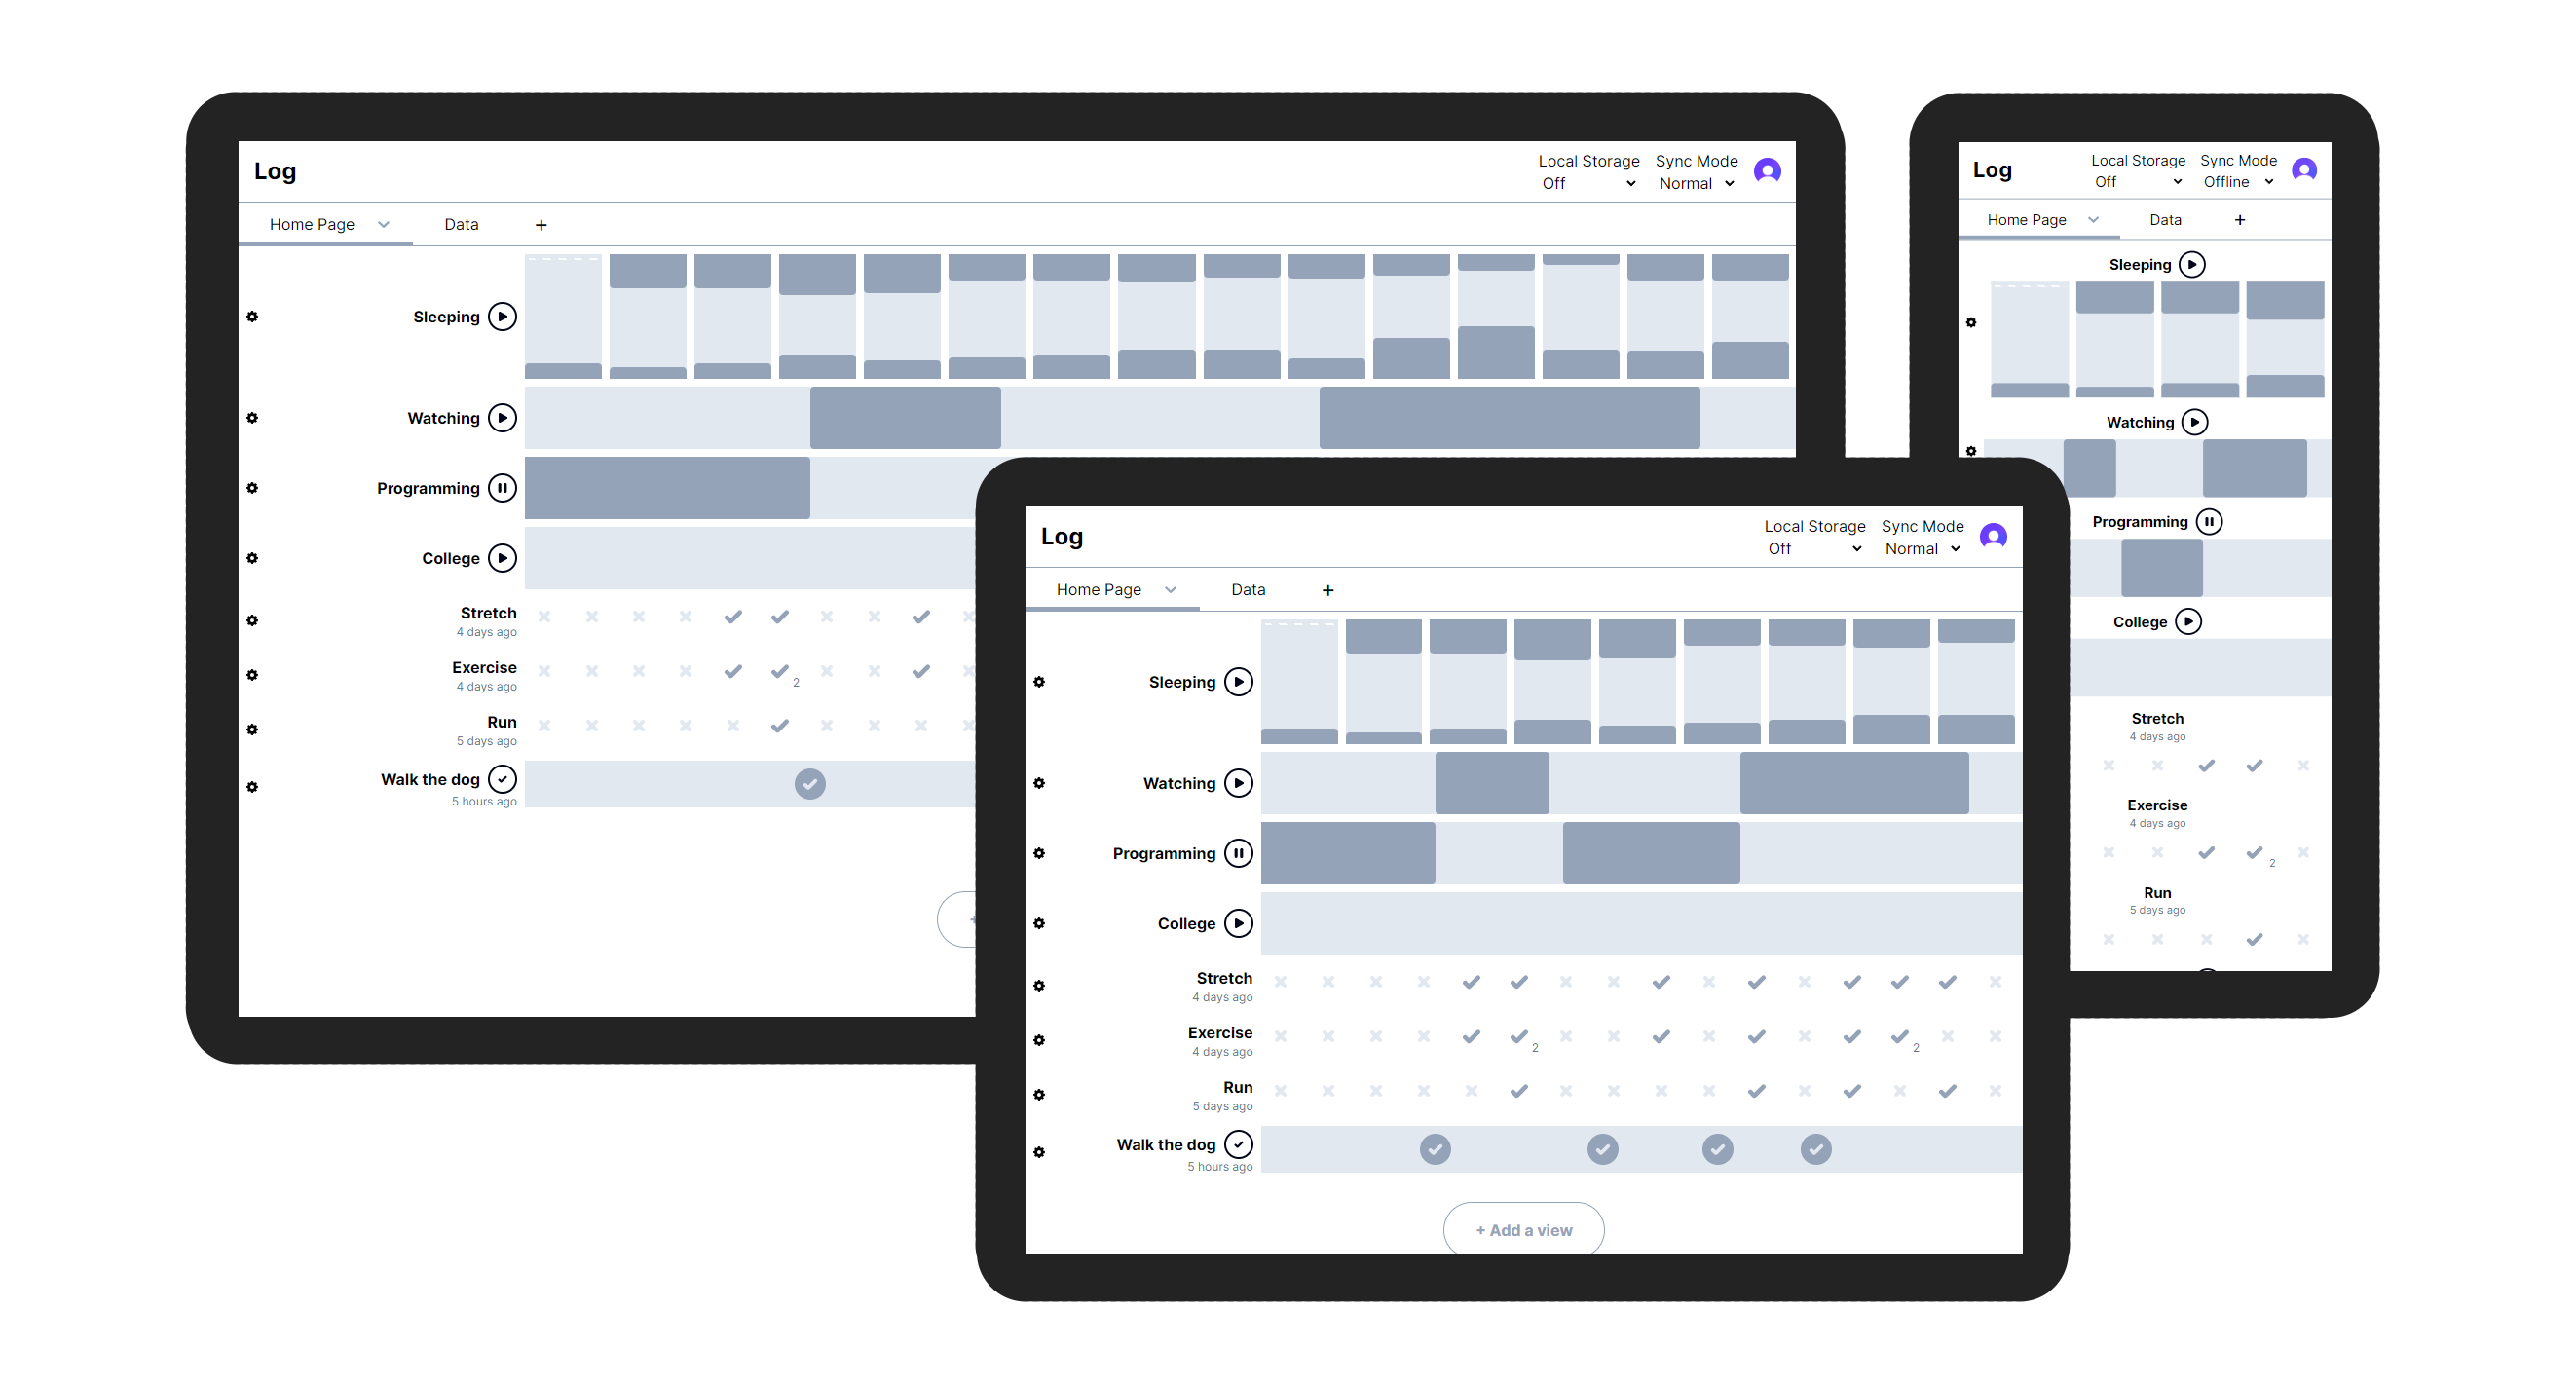 Log
Local Storage Sync Mode
Off Normal
Home Page Data +
Sleeping
Watching
Programming
College
Stretch
4 days ago
Exercise
4 days ago
2
Run
5 days ago
Walk the dog
5 hours ago
+
Log
Local Storage Sync Mode
Off Normal
Home Page Data +
Sleeping
Watching
Programming
College
Stretch
4 days ago
Exercise
4 days ago
2 2
Run
5 days ago
Walk the dog
5 hours ago
+ Add a view
Log
Local Storage Sync Mode
Off Offline
Home Page Data +
Sleeping
Watching
Programming
College
Stretch
4 days ago
Exercise
4 days ago
2
Run
5 days ago